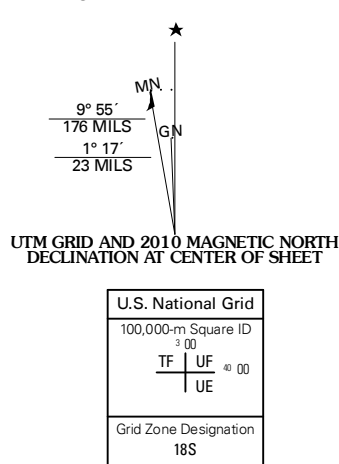 ★
MN
GN
9° 55´
176 MILS
1° 17´
23 MILS
UTM GRID AND 2010 MAGNETIC NORTH
DECLINATION AT CENTER OF SHEET
U.S. National Grid
100,000-m Square ID
3 00
TF UF 40 00
UE
Grid Zone Designation
18S